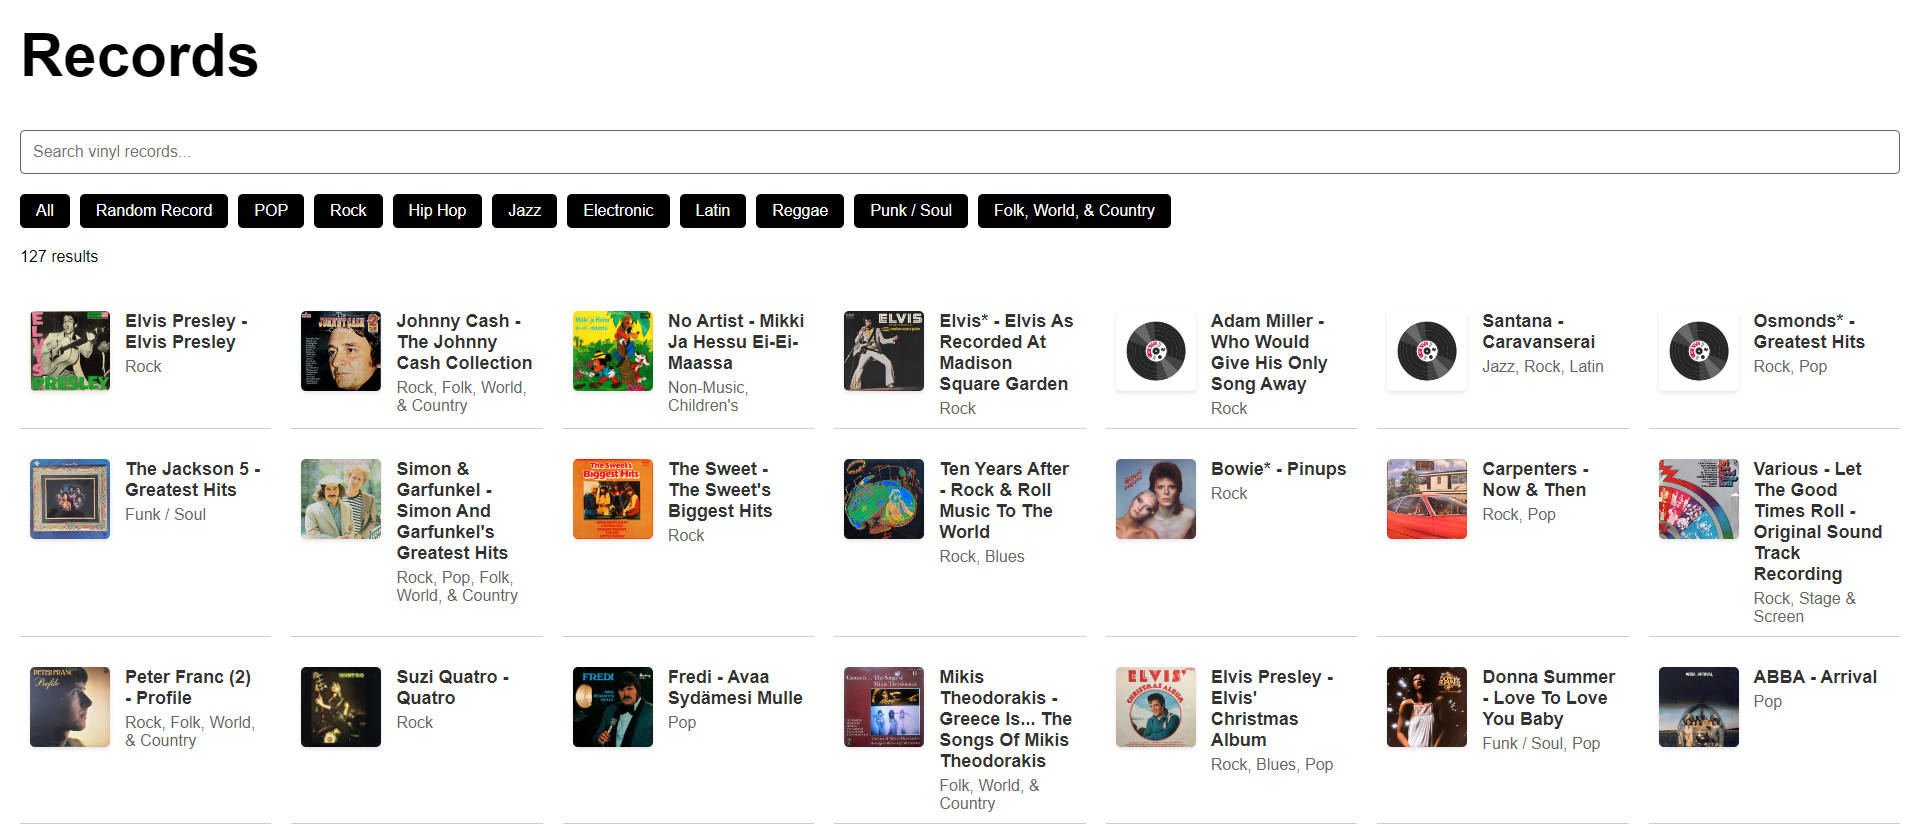 Records
Search vinyl records...
All
Random Record
POP
Rock
Hip Hop
Jazz
Electronic
Latin
Reggae
Punk / Soul
Folk, World, & Country
127 results
Elvis Presley -
Elvis Presley
Rock
Johnny Cash -
The Johnny
Cash Collection
Rock, Folk, World,
& Country
No Artist - Mikki
Ja Hessu Ei-Ei-
Maassa
Non-Music,
Children's
Elvis* - Elvis As
Recorded At
Madison
Square Garden
Rock
Adam Miller -
Who Would
Give His Only
Song Away
Rock
Santana -
Caravanserai
Jazz, Rock, Latin
Osmonds* -
Greatest Hits
Rock, Pop
The Jackson 5 -
Greatest Hits
Funk / Soul
Simon &
Garfunkel -
Simon And
Garfunkel's
Greatest Hits
Rock, Pop, Folk,
World, & Country
The Sweet's
Biggest Hits
The Sweet -
The Sweet's
Biggest Hits
Rock
Ten Years After
- Rock & Roll
Music To The
World
Rock, Blues
Bowie* - Pinups
Rock
Carpenters -
Now & Then
Rock, Pop
Various - Let
The Good
Times Roll -
Original Sound
Track
Recording
Rock, Stage &
Screen
PETER FRANC
Profile
Peter Franc (2)
- Profile
Rock, Folk, World,
& Country
QUATRO
Suzi Quatro -
Quatro
Rock
FREDI
Fredi - Avaa
Sydämesi Mulle
Pop
Mikis
Theodorakis -
Greece Is... The
Songs Of Mikis
Theodorakis
Folk, World, &
Country
ELVIS'
CHRISTMAS ALBUM
Elvis Presley -
Elvis'
Christmas
Album
Rock, Blues, Pop
Donna Summer
- Love To Love
You Baby
Funk / Soul, Pop
ABBA ARRIVAL
ABBA - Arrival
Pop